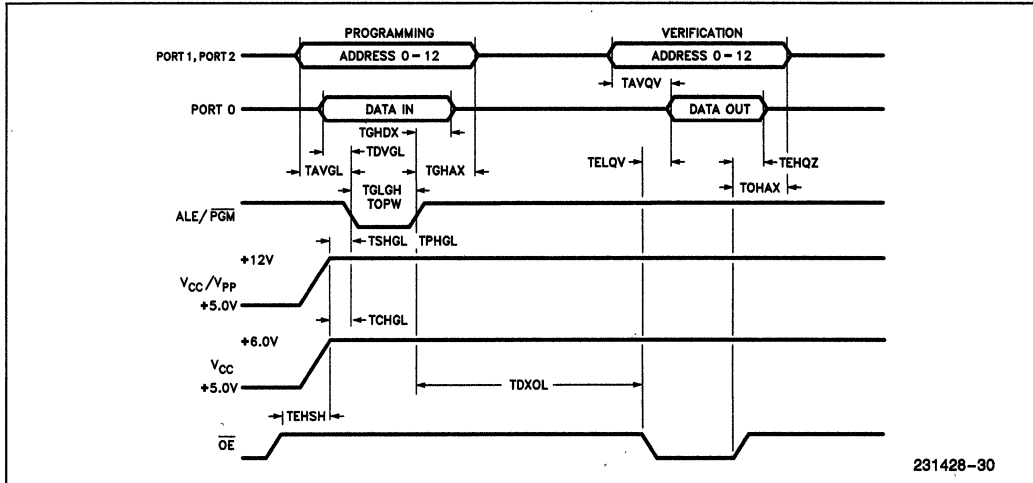 PROGRAMMING VERIFICATION
PORT 1, PORT 2 ADDRESS 0–12 ADDRESS 0–12
TAVQV
PORT 0 DATA IN DATA OUT
TGHDX
TDVGL TELQV TEHQZ
TAVGL TGHAX TOHAX
TGLGH
TOPW
ALE/PGM
TSHGL TPHGL
+12V
VCC/VPP
+5.0V TCHGL
+6.0V
VCC
+5.0V TDXOL
TEHSH
OE
231428–30